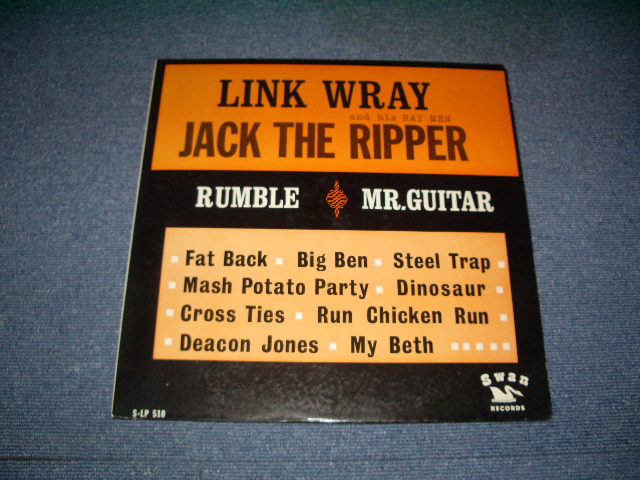 LINK WRAY
and his RAY MEN
JACK THE RIPPER
RUMBLE MR.GUITAR
Fat Back Big Ben Steel Trap
Mash Potato Party Dinosaur
Cross Ties Run Chicken Run
Deacon Jones My Beth
Swan
RECORDS
S-LP 510